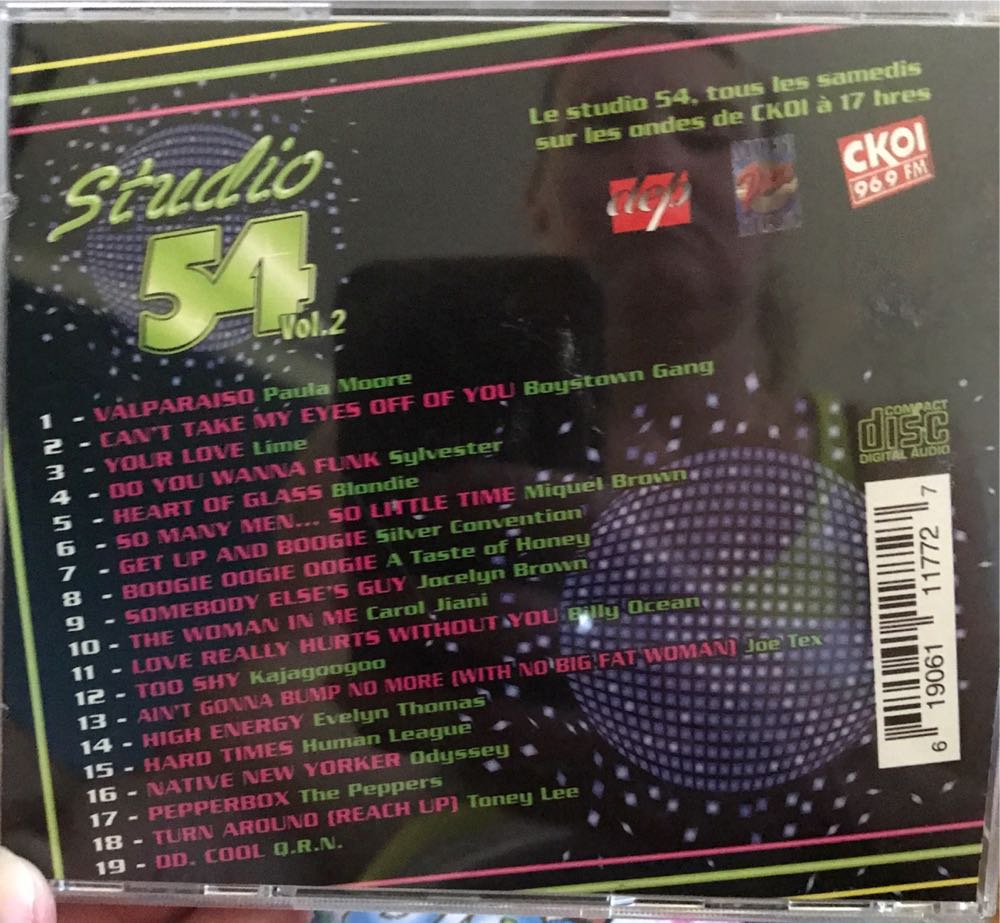 Le studio 54, tous les samedis
sur les ondes de CKOI à 17 hres
CKOI
96.9 FM
Studio
54
Vol.2
1 - VALPARAISO Paula Moore
2 - CAN'T TAKE MY EYES OFF OF YOU Boystown Gang
3 - YOUR LOVE Lime
4 - DO YOU WANNA FUNK Sylvester
5 - HEART OF GLASS Blondie
6 - SO MANY MEN... SO LITTLE TIME Miquel Brown
7 - GET UP AND BOOGIE Silver Convention
8 - BOOGIE OOGIE OOGIE A Taste of Honey
9 - SOMEBODY ELSE'S GUY Jocelyn Brown
10 - THE WOMAN IN ME Carol Jiani
11 - LOVE REALLY HURTS WITHOUT YOU Billy Ocean
12 - TOO SHY Kajagoogoo
13 - AIN'T GONNA BUMP NO MORE (WITH NO BIG FAT WOMAN) Joe Tex
14 - HIGH ENERGY Evelyn Thomas
15 - HARD TIMES Human League
16 - NATIVE NEW YORKER Odyssey
17 - PEPPERBOX The Peppers
18 - TURN AROUND (REACH UP) Toney Lee
19 - DD. COOL Q.R.N.
COMPACT
disc
DIGITAL AUDIO
6 19061 11772 7